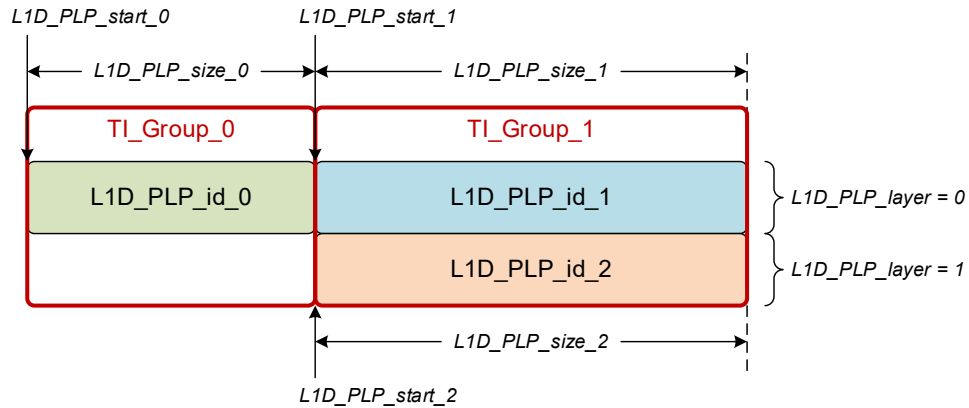 L1D_PLP_start_0
L1D_PLP_start_1
L1D_PLP_size_0
L1D_PLP_size_1
TI_Group_0
TI_Group_1
L1D_PLP_id_0
L1D_PLP_id_1
L1D_PLP_layer = 0
L1D_PLP_id_2
L1D_PLP_layer = 1
L1D_PLP_size_2
L1D_PLP_start_2